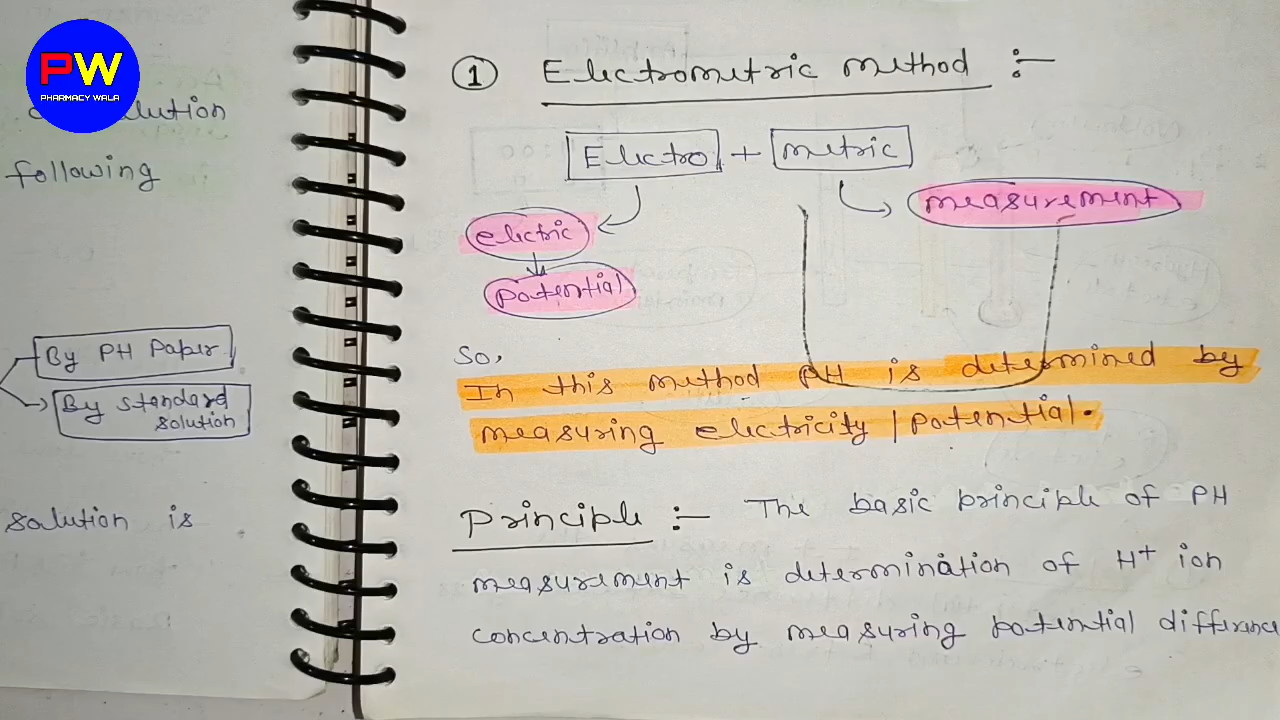 PW
PHARMACY WALA
solution
following
By PH Paper
By standard
solution
solution is
① Electrometric method :-
Electro + metric
electric
measurement
potential
So,
In this method PH is determined by
measuring electricity / potential.
Principle :- The basic principle of PH
measurement is determination of H⁺ ion
concentration by measuring potential difference